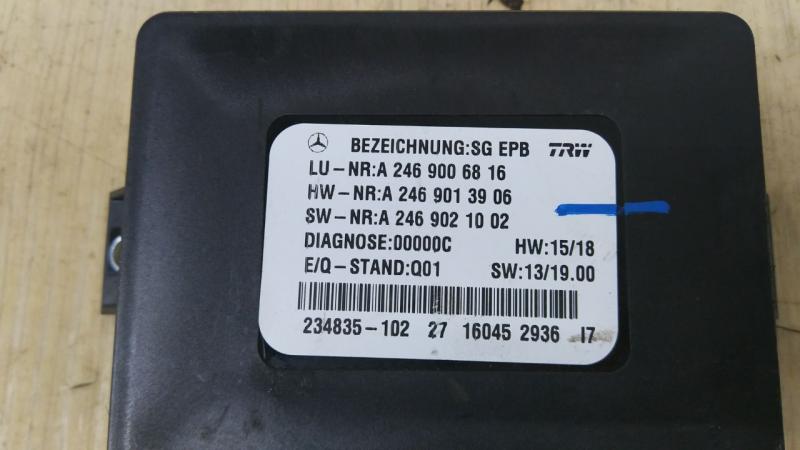 BEZEICHNUNG:SG EPB TRW
LU-NR:A 246 900 68 16
HW-NR:A 246 901 39 06
SW-NR:A 246 902 10 02
DIAGNOSE:00000C HW:15/18
E/Q-STAND:Q01 SW:13/19.00
234835-102 27 16045 2936 I7